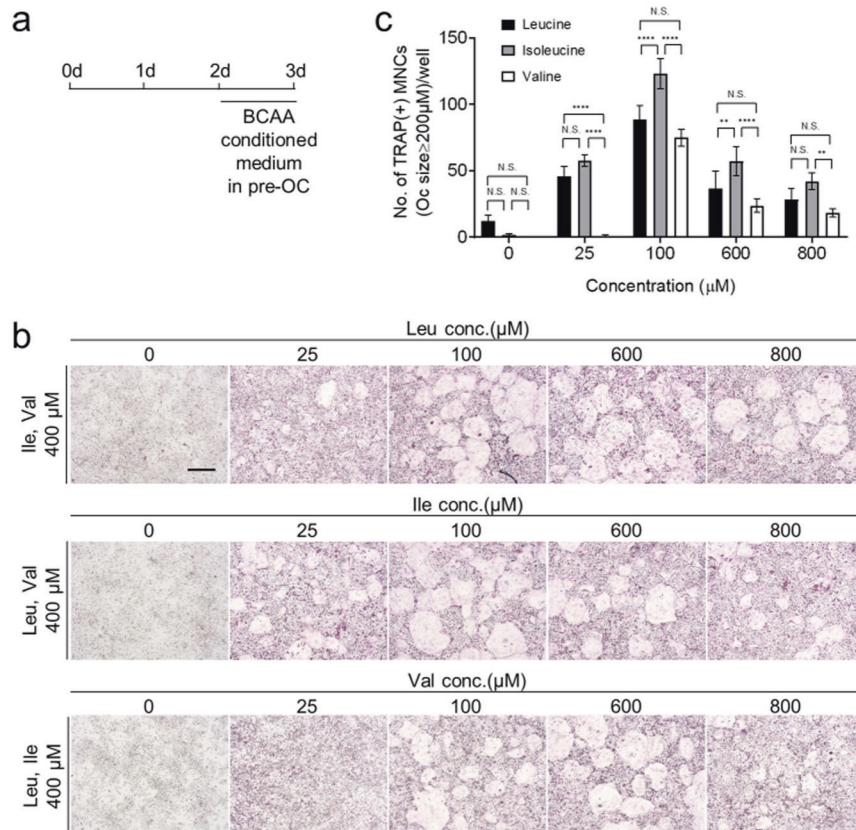 a
0d 1d 2d 3d
BCAA
conditioned
medium
in pre-OC
c
No. of TRAP(+) MNCs
(Oc size≥200μM)/well
150
100
50
0
Leucine
Isoleucine
Valine
N.S.
N.S. N.S.
****
N.S. ****
N.S.
**** ****
N.S.
** ****
N.S.
N.S. **
0 25 100 600 800
Concentration (μM)
b
Leu conc.(μM)
0 25 100 600 800
Ile, Val
400 μM
Ile conc.(μM)
0 25 100 600 800
Leu, Val
400 μM
Val conc.(μM)
0 25 100 600 800
Leu, Ile
400 μM